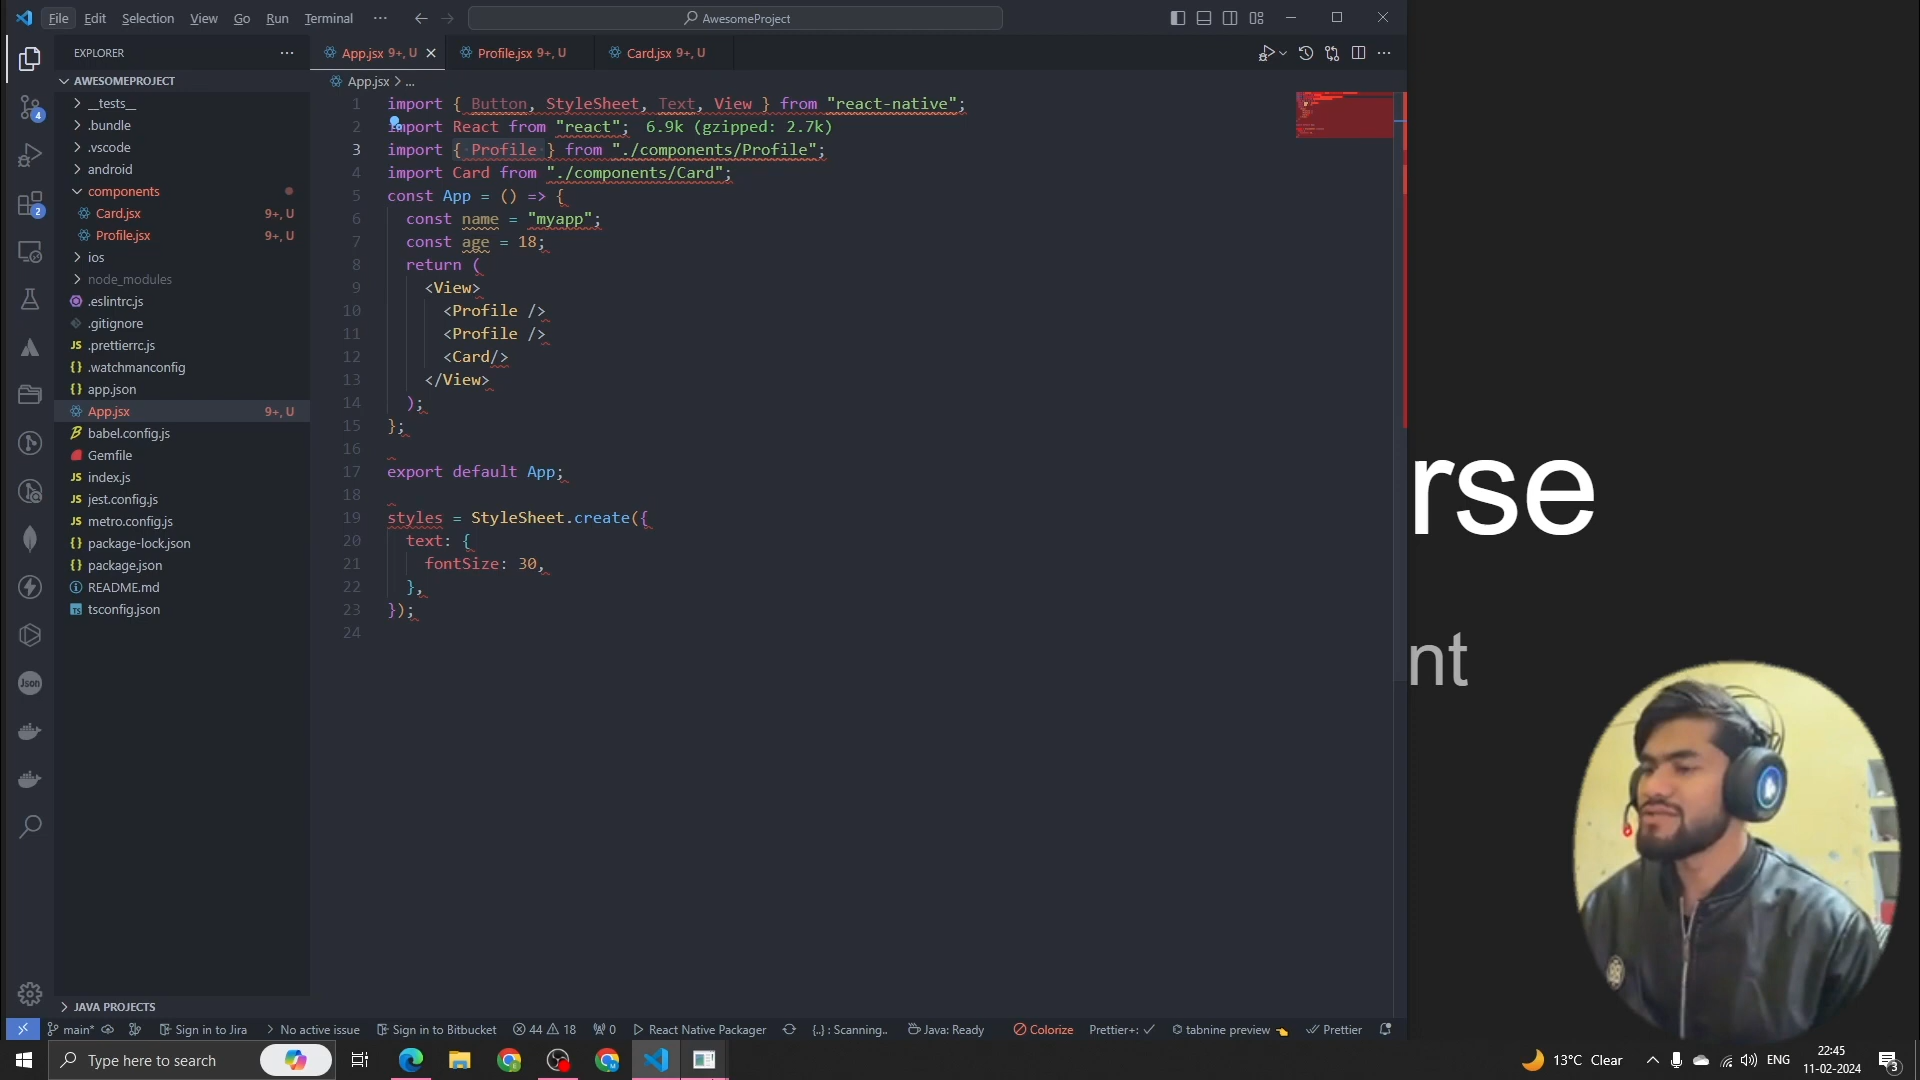 File Edit Selection View Go Run Terminal ··· AwesomeProject
EXPLORER ···
App.jsx 9+, U
Profile.jsx 9+, U
Card.jsx 9+, U
AWESOMEPROJECT
__tests__
.bundle
.vscode
android
components
Card.jsx 9+, U
Profile.jsx 9+, U
ios
node_modules
.eslintrc.js
.gitignore
JS .prettierrc.js
{} .watchmanconfig
{} app.json
App.jsx 9+, U
babel.config.js
Gemfile
JS index.js
JS jest.config.js
JS metro.config.js
{} package-lock.json
{} package.json
README.md
TS tsconfig.json
JAVA PROJECTS
4
2
Json
App.jsx > ...
1 import { Button, StyleSheet, Text, View } from "react-native";
2 import React from "react"; 6.9k (gzipped: 2.7k)
3 import { Profile } from "./components/Profile";
4 import Card from "./components/Card";
5 const App = () => {
6 const name = "myapp";
7 const age = 18;
8 return (
9 <View>
10 <Profile />
11 <Profile />
12 <Card/>
13 </View>
14 );
15 };
16
17 export default App;
18
19 styles = StyleSheet.create({
20 text: {
21 fontSize: 30,
22 },
23 });
24
rse
nt
main* Sign in to Jira No active issue Sign in to Bitbucket 44 18 0 React Native Packager {..} : Scanning.. Java: Ready Colorize Prettier+: ✓ tabnine preview Prettier
Type here to search
13°C Clear
ENG
22:45
11-02-2024
3